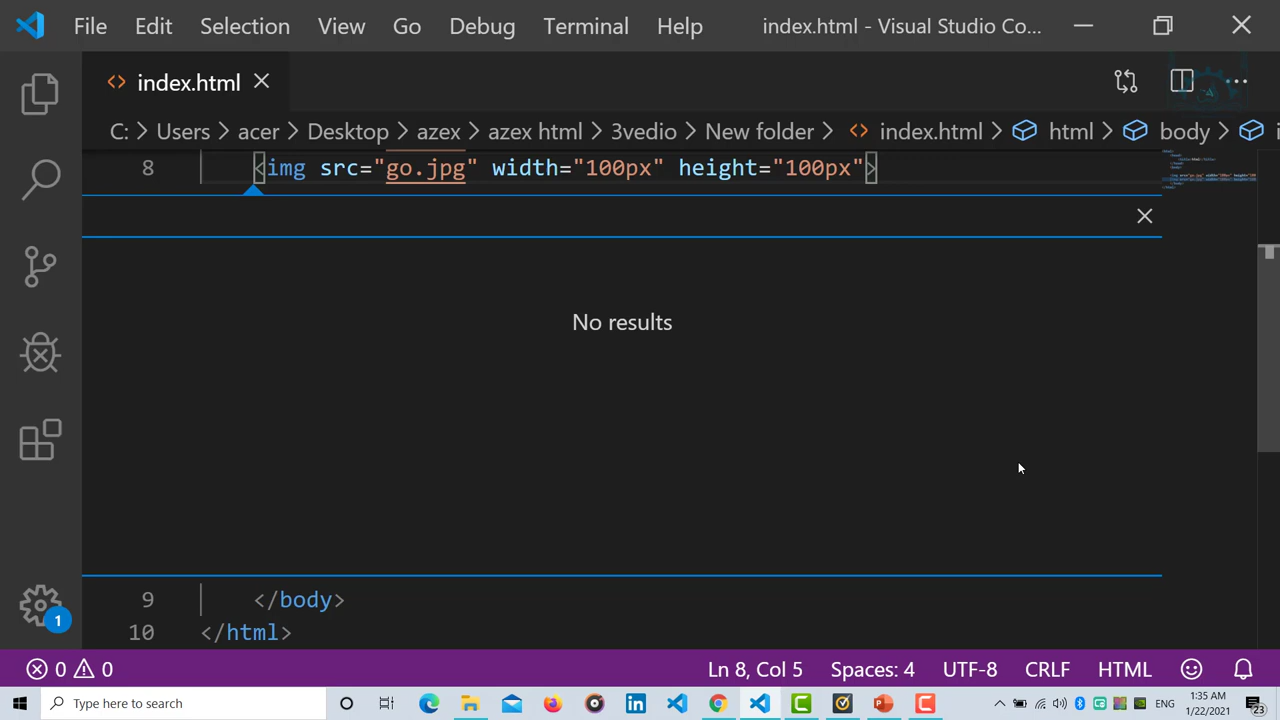 File Edit Selection View Go Debug Terminal Help index.html - Visual Studio Co...
index.html
C: > Users > acer > Desktop > azex > azex html > 3vedio > New folder > index.html > html > body >
8 <img src="go.jpg" width="100px" height="100px">
No results
9 </body>
10 </html>
1
0 0 Ln 8, Col 5 Spaces: 4 UTF-8 CRLF HTML
Type here to search ENG 1:35 AM
1/22/2021 23